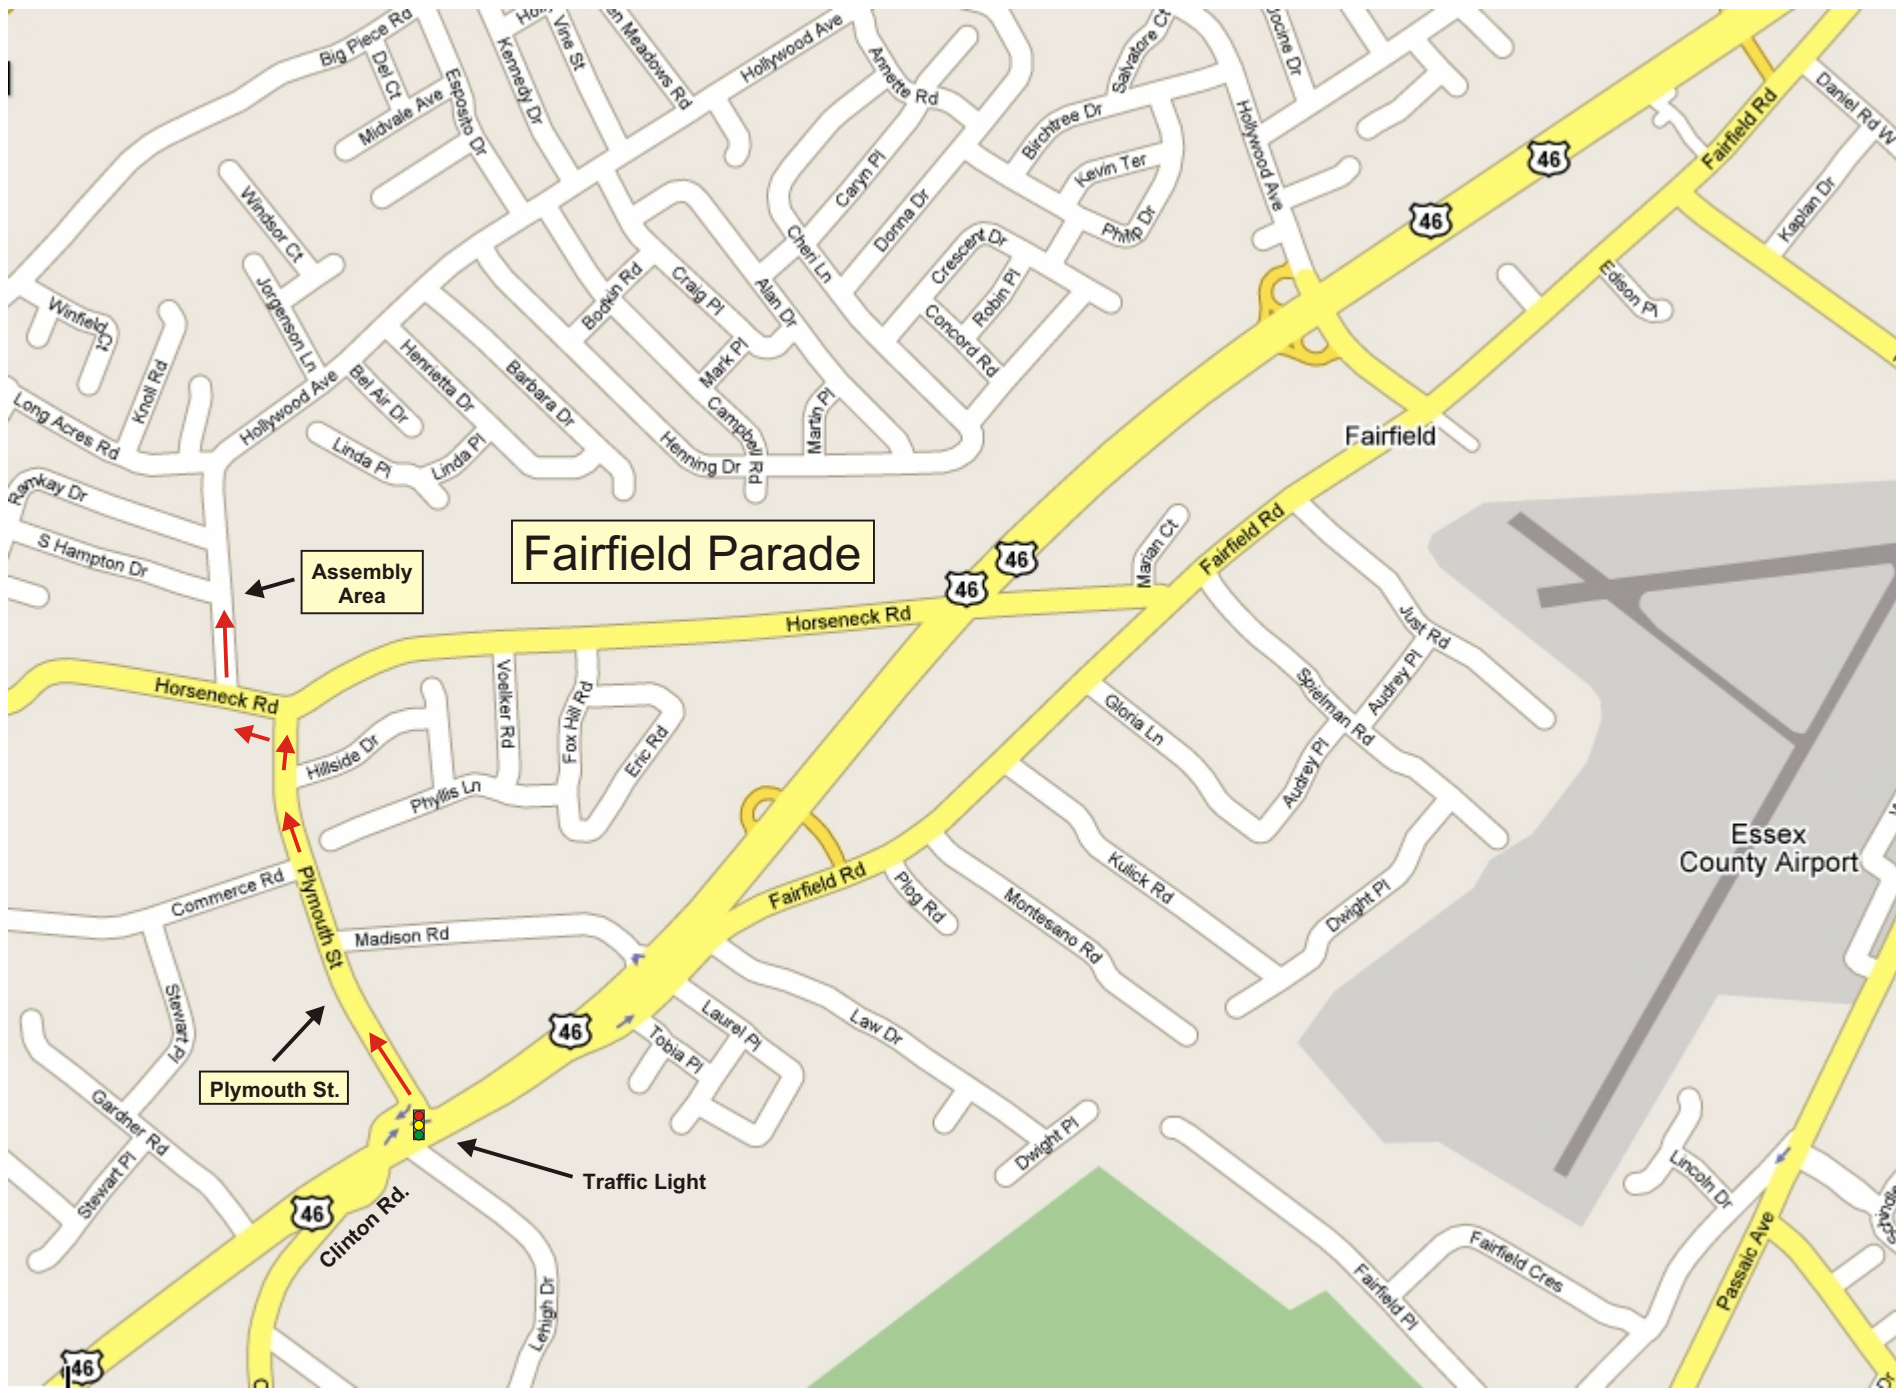 Big Piece Rd
Del Ct
Midvale Ave
Esposito Dr
Kennedy Dr
Vine St
Meadows Rd
Hollywood Ave
Annette Rd
Salvatore Ct
Birchtree Dr
Kevin Ter
Philip Dr
Hollywood Ave
Fairfield Rd
Daniel Rd W
Kaplan Dr
Edison Pl
46
46
Windsor Ct
Jorgenson Ln
Winfield Ct
Knoll Rd
Long Acres Rd
Hollywood Ave
Bel Air Dr
Henrietta Dr
Barbara Dr
Linda Pl
Linda Pl
Bodkin Rd
Craig Pl
Mark Pl
Alan Dr
Cheri Ln
Caryn Pl
Donna Dr
Crescent Dr
Robin Pl
Concord Rd
Martin Pl
Campbell Rd
Henning Dr
Fairfield
Ramkay Dr
S Hampton Dr
Assembly
Area
Fairfield Parade
46
46
Marian Ct
Fairfield Rd
Horseneck Rd
Horseneck Rd
Just Rd
Audrey Pl
Spielman Rd
Gloria Ln
Audrey Pl
Voelker Rd
Fox Hill Rd
Eric Rd
Hillside Dr
Phyllis Ln
Essex
County Airport
Commerce Rd
Plymouth St
Madison Rd
Fairfield Rd
Plog Rd
Kulick Rd
Montesano Rd
Dwight Pl
Stewart Pl
46
Laurel Pl
Tobia Pl
Law Dr
Plymouth St.
Gardner Rd
Stewart Pl
Traffic Light
Dwight Pl
46
Clinton Rd.
Lehigh Dr
Lincoln Dr
Fairfield Cres
Fairfield Pl
Passaic Ave
46